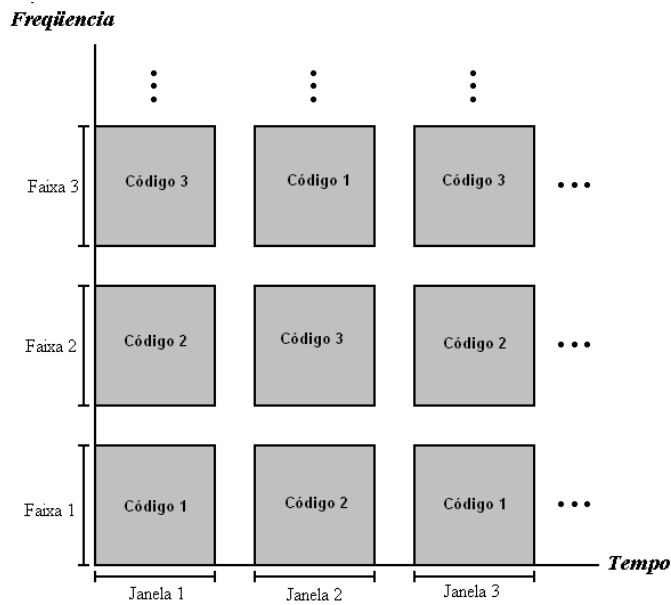 Freqüencia
Faixa 3
Código 3
Código 1
Código 3
Faixa 2
Código 2
Código 3
Código 2
Faixa 1
Código 1
Código 2
Código 1
Tempo
Janela 1
Janela 2
Janela 3